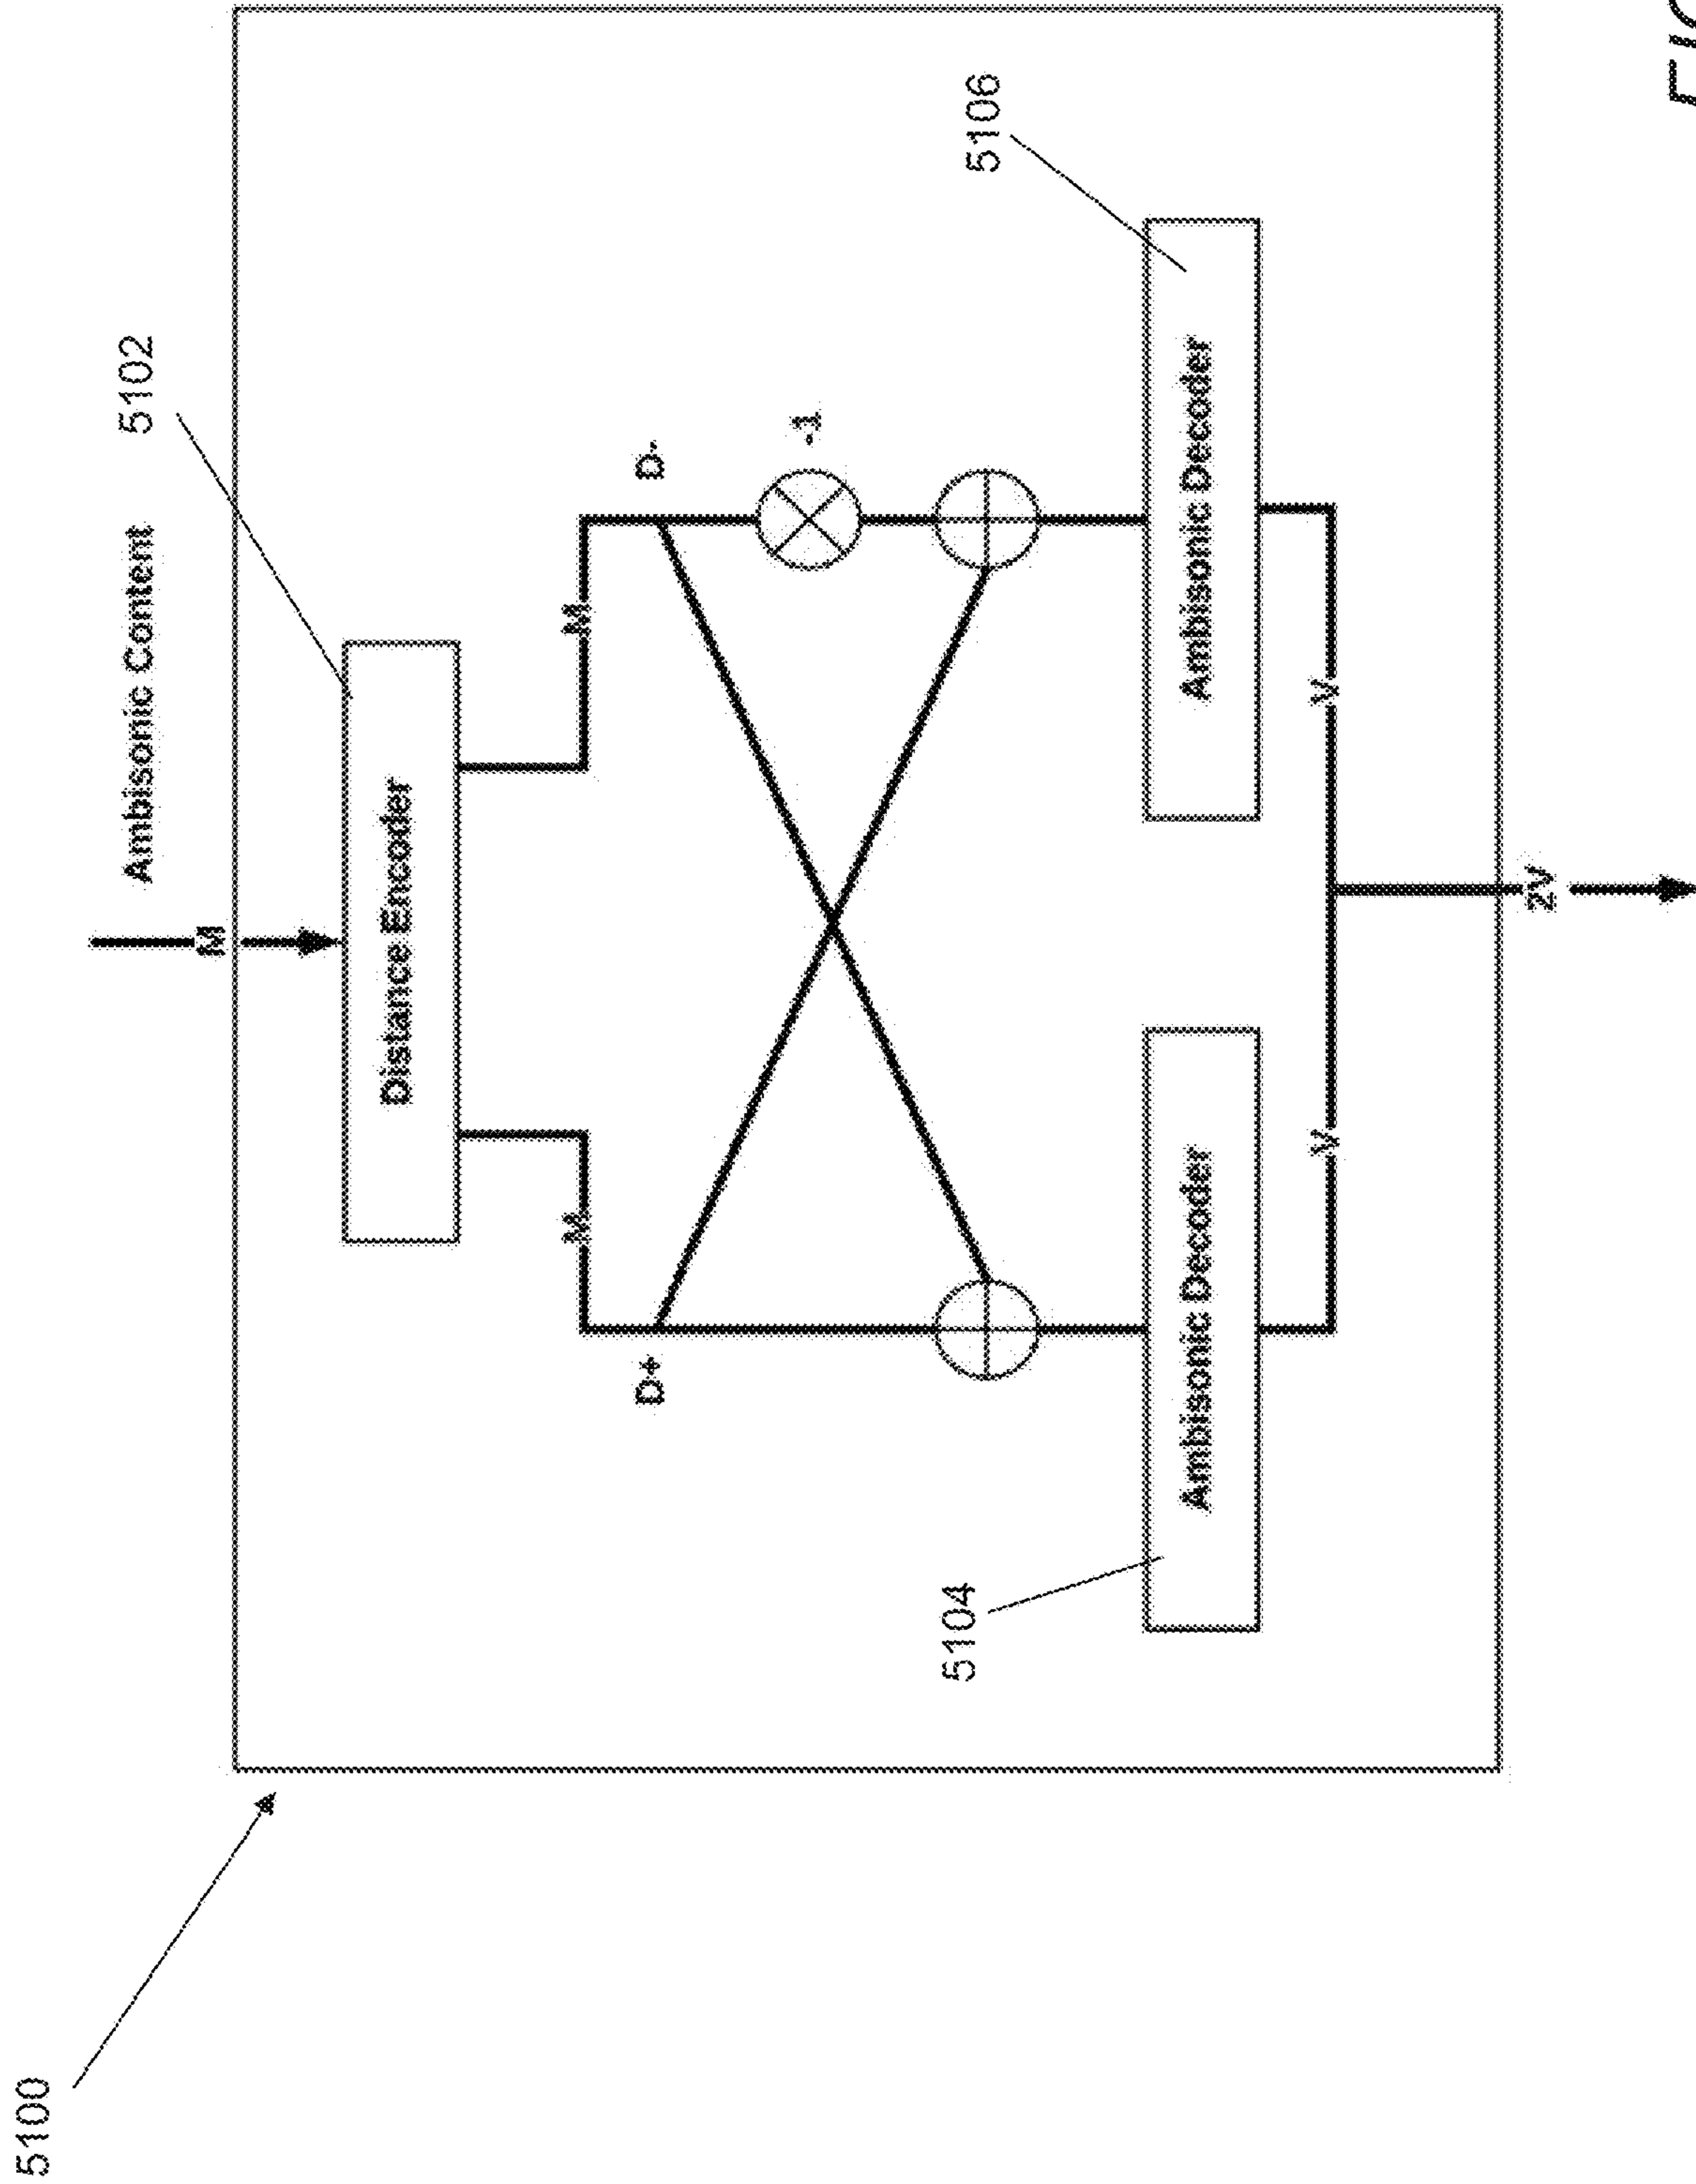 5100
Ambisonic Content
5102
M
Distance Encoder
M
M
D+
D-
-1
5104
5106
Ambisonic Decoder
Ambisonic Decoder
V
V
2V